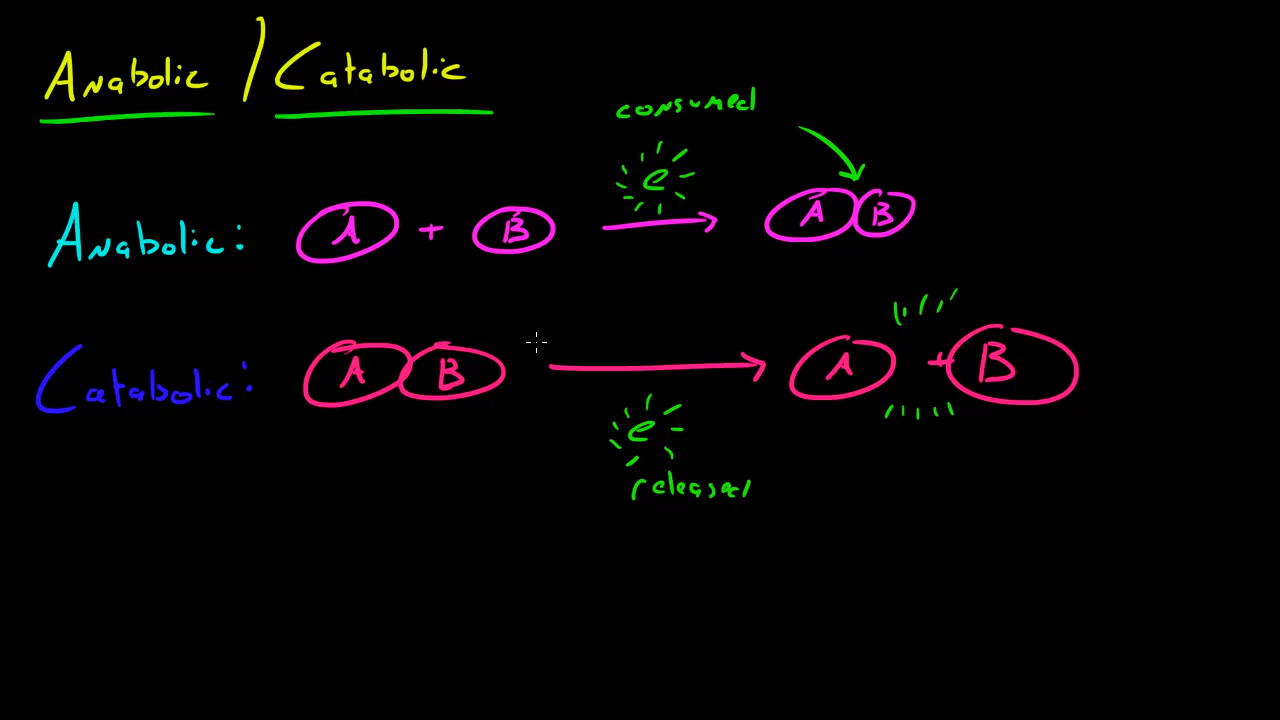 Anabolic / Catabolic
consumed
e
Anabolic: A + B → A B
Catabolic: A B → A + B
e
released